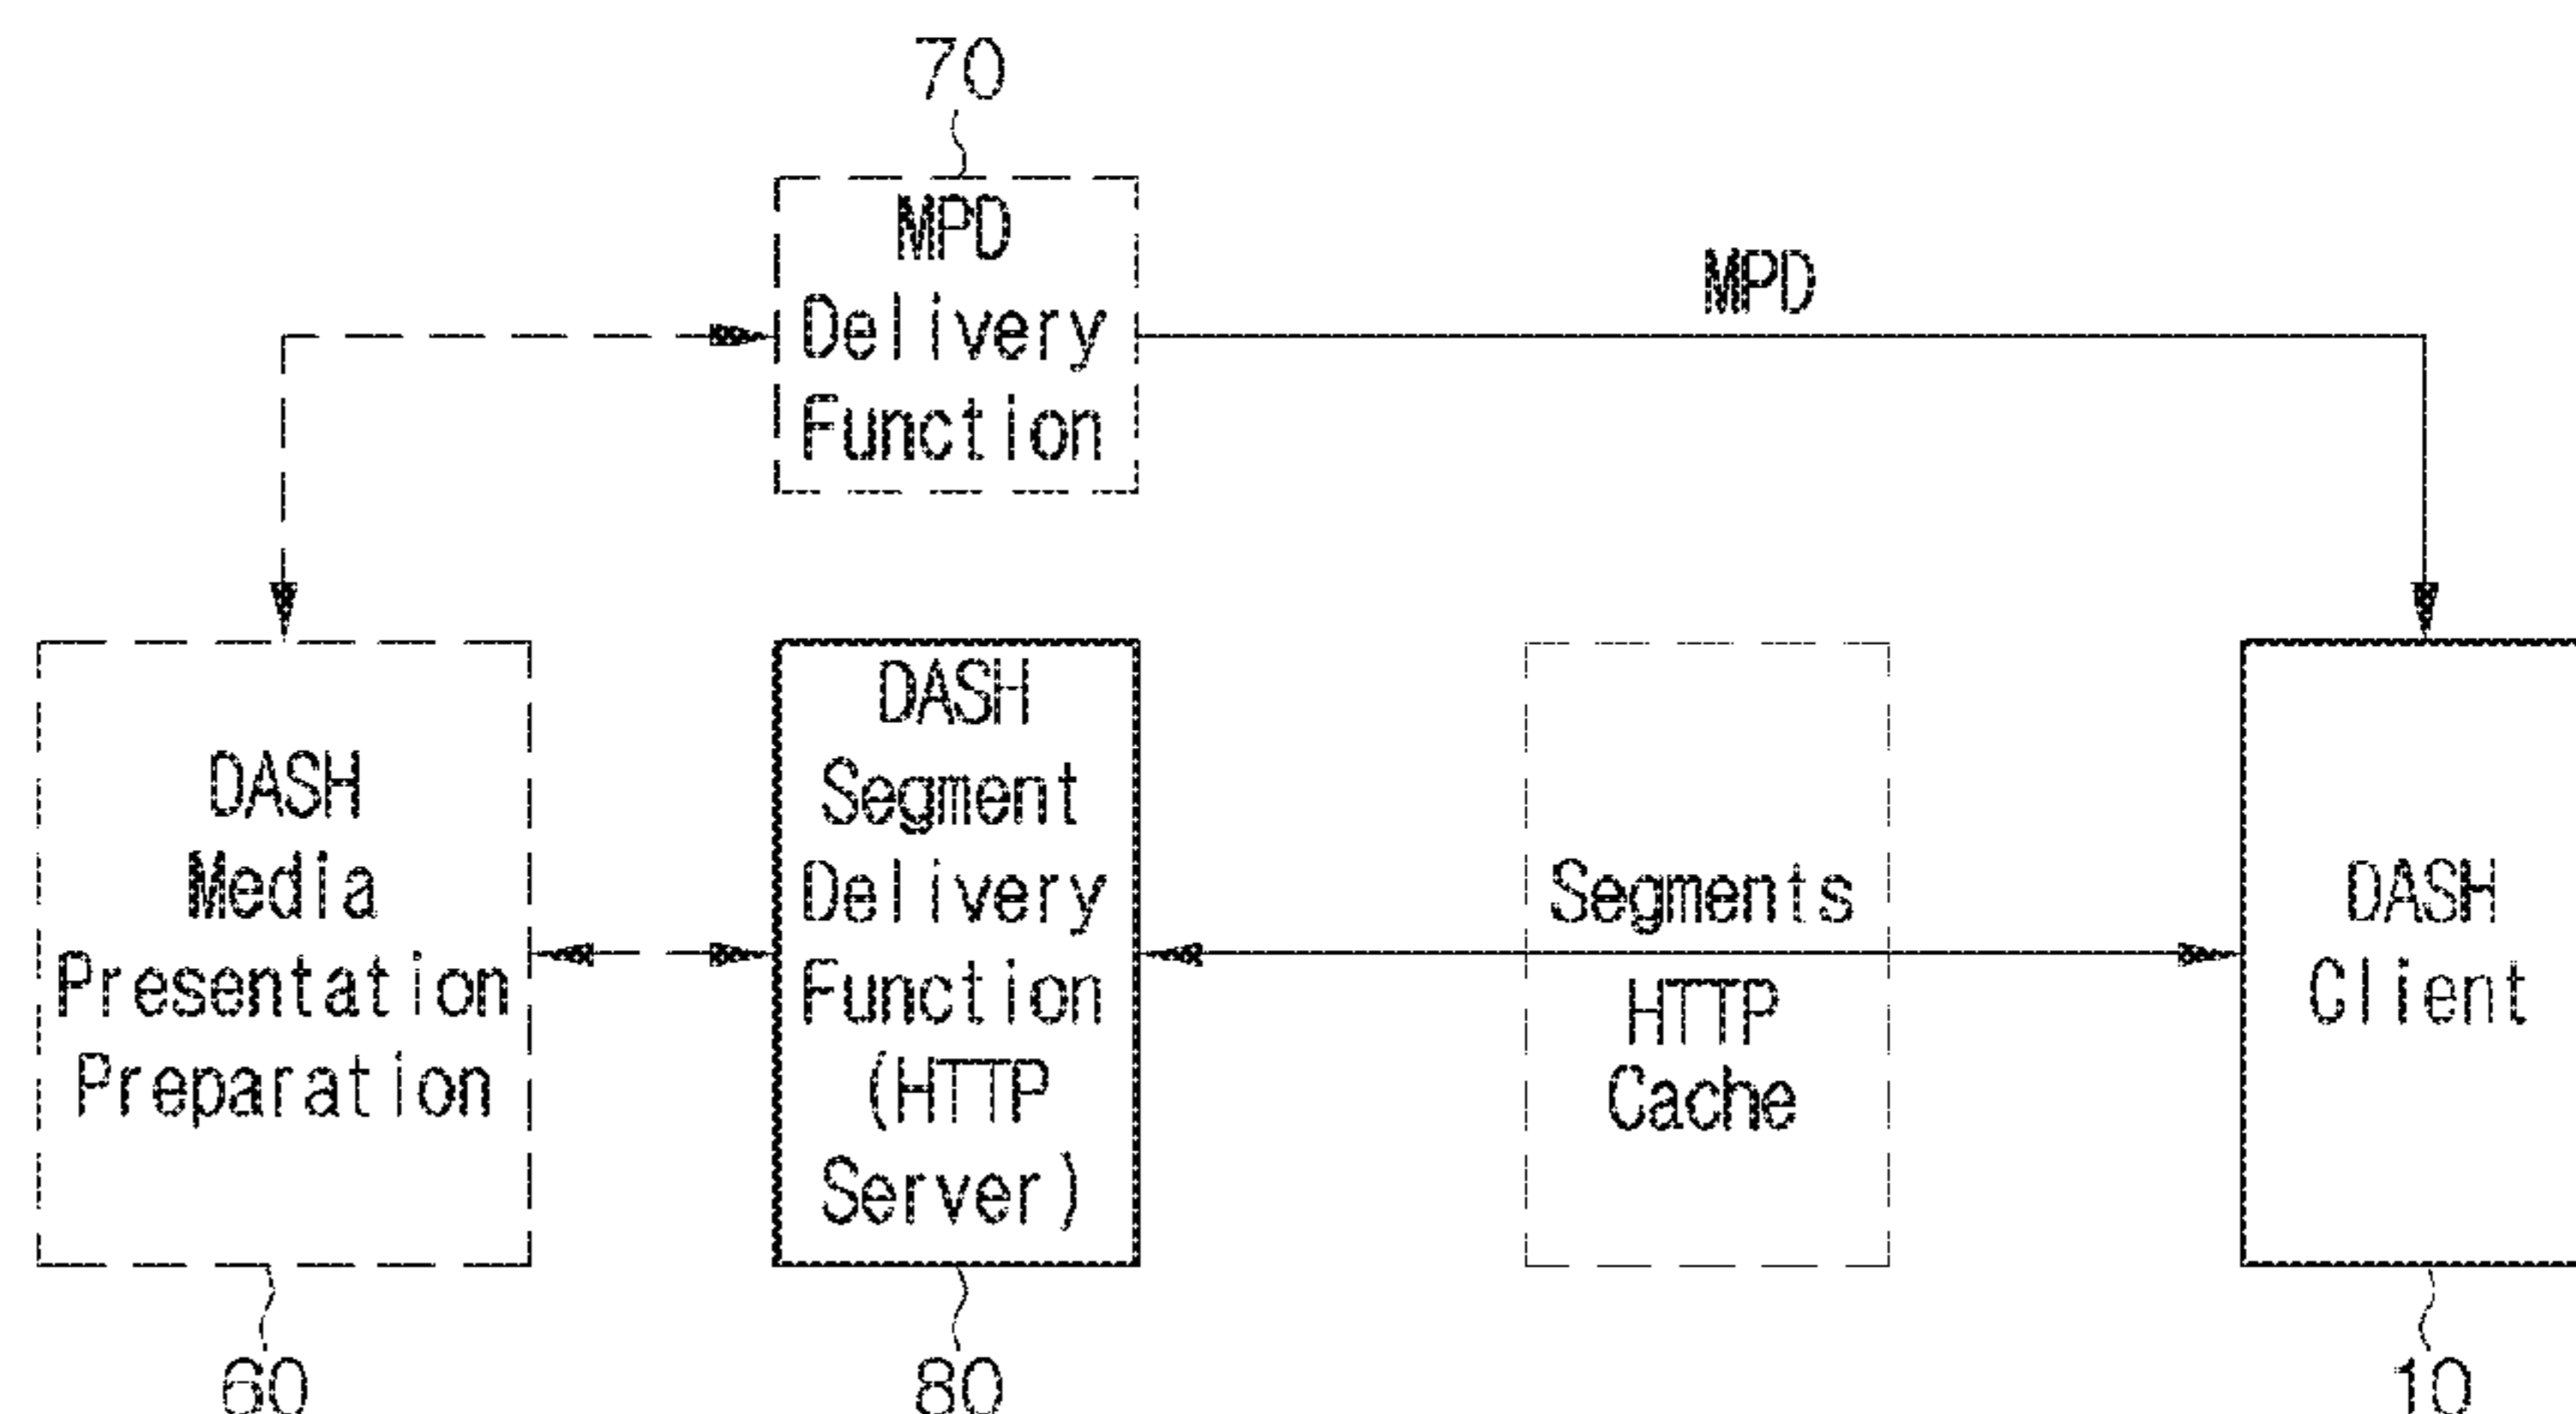 70
MPD
Delivery
Function
MPD
DASH
Media
Presentation
Preparation
DASH
Segment
Delivery
Function
(HTTP
Server)
Segments
HTTP
Cache
DASH
Client
60
80
10